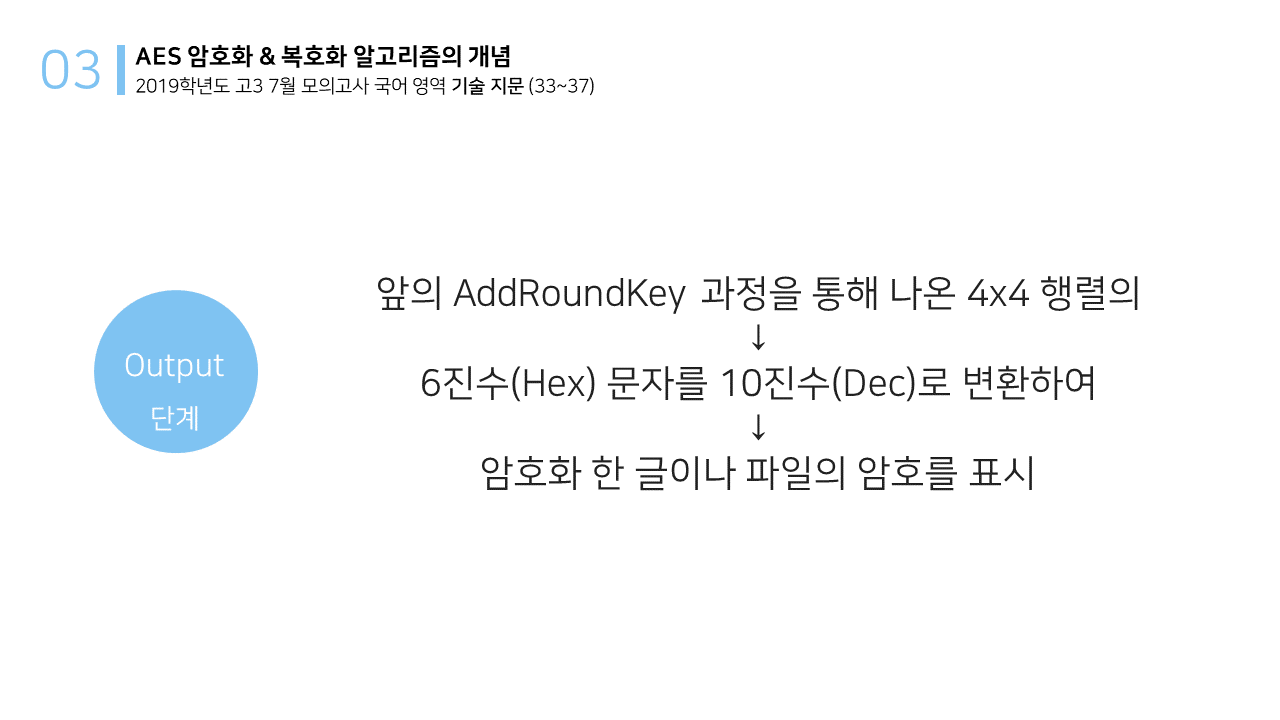 03
AES 암호화 & 복호화 알고리즘의 개념
2019학년도 고3 7월 모의고사 국어 영역 기술 지문 (33~37)
Output
단계
앞의 AddRoundKey 과정을 통해 나온 4x4 행렬의
↓
6진수(Hex) 문자를 10진수(Dec)로 변환하여
↓
암호화 한 글이나 파일의 암호를 표시